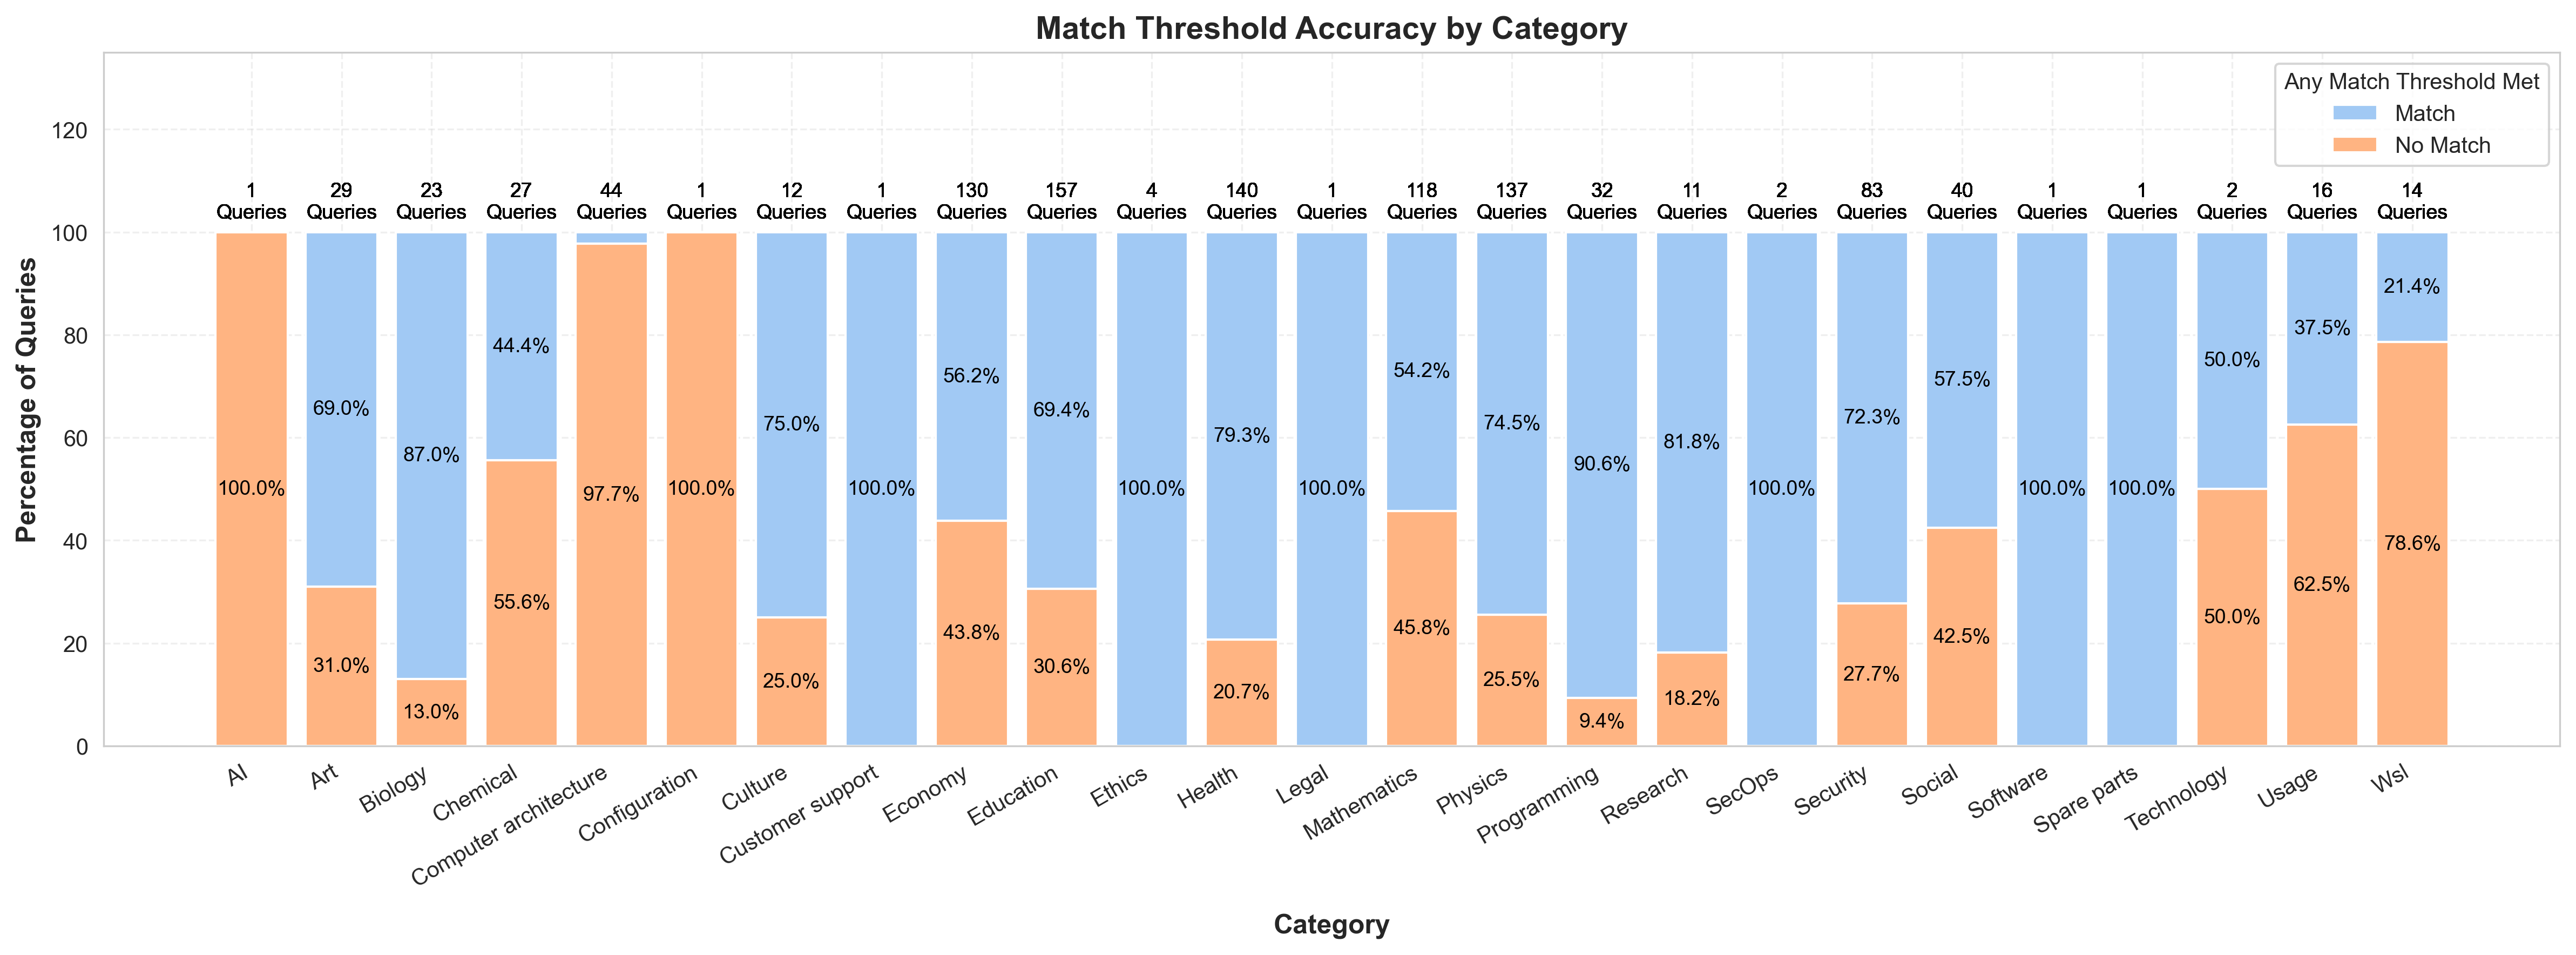 Match Threshold Accuracy by Category
Any Match Threshold Met
Match
No Match
Percentage of Queries
120
100
80
60
40
20
0
1 Queries
29 Queries
23 Queries
27 Queries
44 Queries
1 Queries
12 Queries
1 Queries
130 Queries
157 Queries
4 Queries
140 Queries
1 Queries
118 Queries
137 Queries
32 Queries
11 Queries
2 Queries
83 Queries
40 Queries
1 Queries
1 Queries
2 Queries
16 Queries
14 Queries
100.0%
69.0%
31.0%
87.0%
13.0%
44.4%
55.6%
97.7%
100.0%
75.0%
25.0%
100.0%
56.2%
43.8%
69.4%
30.6%
100.0%
79.3%
20.7%
100.0%
54.2%
45.8%
74.5%
25.5%
90.6%
9.4%
81.8%
18.2%
100.0%
72.3%
27.7%
57.5%
42.5%
100.0%
100.0%
50.0%
50.0%
37.5%
62.5%
21.4%
78.6%
AI
Art
Biology
Chemical
Computer architecture
Configuration
Culture
Customer support
Economy
Education
Ethics
Health
Legal
Mathematics
Physics
Programming
Research
SecOps
Security
Social
Software
Spare parts
Technology
Usage
Wsl
Category